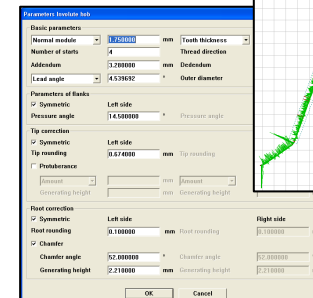 Parameters Involute hob
Basic parameters
Normal module 1.750000 mm Tooth thickness
Number of starts 4 Thread direction
Addendum 3.280000 mm Dedendum
Lead angle 4.539692 ° Outer diameter
Parameters of flanks
Symmetric Left side
Pressure angle 14.500000 ° Pressure angle
Tip correction
Symmetric Left side
Tip rounding 0.674000 mm Tip rounding
Protuberance
Amount mm Amount
Generating height mm Generating height
Root correction
Symmetric Left side Right side
Root rounding 0.100000 mm Root rounding 0.100000
Chamfer
Chamfer angle 52.000000 ° Chamfer angle 52.000000
Generating height 2.210000 mm Generating height 2.210000
OK Cancel